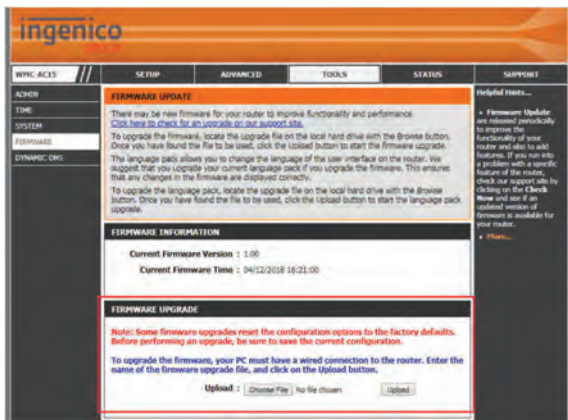 ingenico
WMC-AC15 // SETUP ADVANCED TOOLS STATUS SUPPORT
ADMIN
TIME
SYSTEM
FIRMWARE
DYNAMIC DNS
FIRMWARE UPDATE
There may be new firmware for your router to improve functionality and performance.
Click here to check for an upgrade on our support site.
To upgrade the firmware, locate the upgrade file on the local hard drive with the Browse button.
Once you have found the file to be used, click the Upload button to start the firmware upgrade.
The language pack allows you to change the language of the user interface on the router. We
suggest that you upgrade your current language pack if you upgrade the firmware. This ensures
that any changes in the firmware are displayed correctly.
To upgrade the language pack, locate the upgrade file on the local hard drive with the Browse
button. Once you have found the file to be used, click the Upload button to start the language pack
upgrade.
FIRMWARE INFORMATION
Current Firmware Version : 1.00
Current Firmware Time : 04/12/2018 16:21:00
FIRMWARE UPGRADE
Note: Some firmware upgrades reset the configuration options to the factory defaults.
Before performing an upgrade, be sure to save the current configuration.
To upgrade the firmware, your PC must have a wired connection to the router. Enter the
name of the firmware upgrade file, and click on the Upload button.
Upload : Choose File No file chosen Upload
Helpful Hints...
• Firmware Update
are released periodically
to improve the
functionality of your
router and also to add
features. If you run into
a problem with a specific
feature of the router,
check our support site by
clicking on the Check
Now and see if an
updated version of
firmware is available for
your router.
• More...